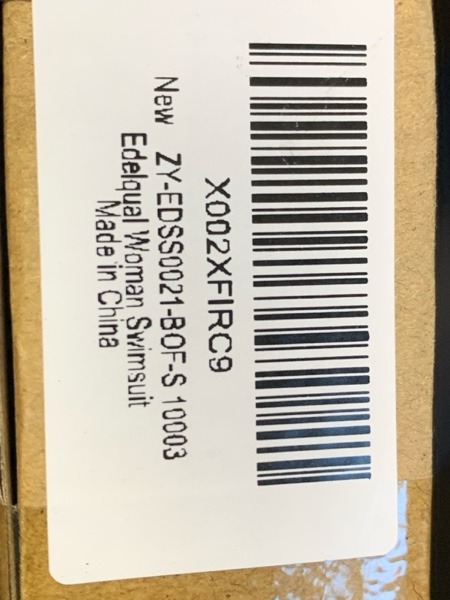 X002XFIRC9
New ZY-EDSS0021-BOF-S 10003
Edelqual Woman Swimsuit
Made in China